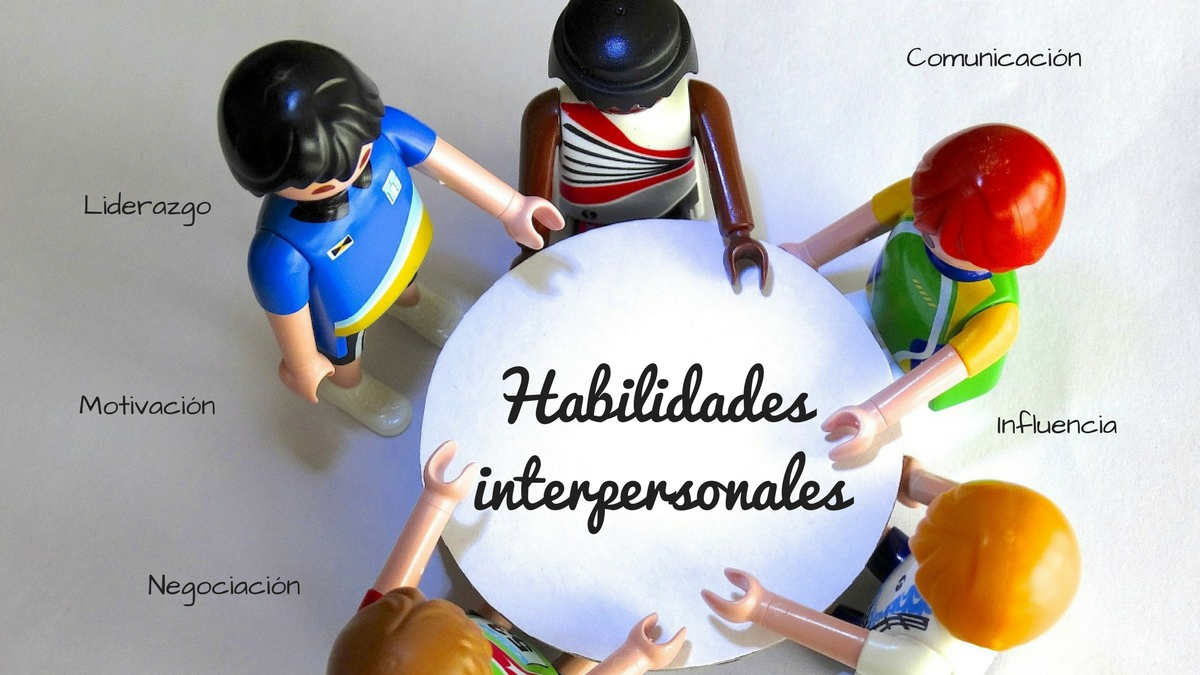 Comunicación
Liderazgo
Habilidades
interpersonales
Motivación
Influencia
Negociación